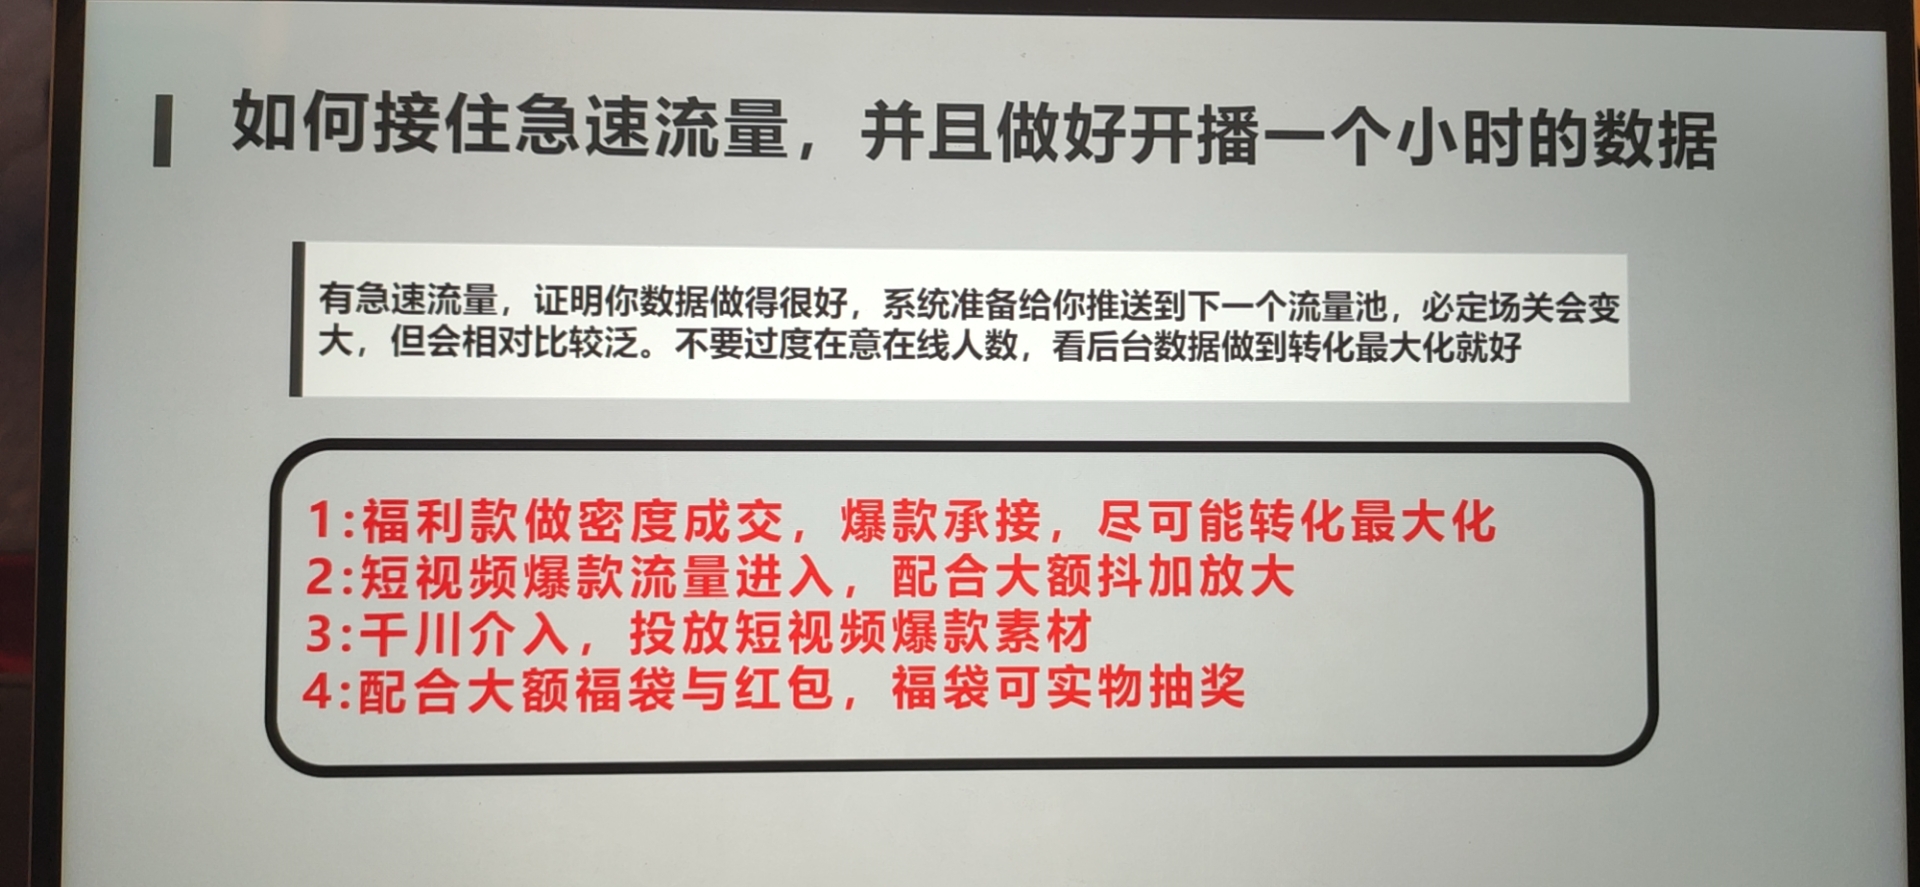 如何接住急速流量，并且做好开播一个小时的数据
有急速流量，证明你数据做得很好，系统准备给你推送到下一个流量池，必定场关会变
大，但会相对比较泛。不要过度在意在线人数，看后台数据做到转化最大化就好
1:福利款做密度成交，爆款承接，尽可能转化最大化
2:短视频爆款流量进入，配合大额抖加放大
3:千川介入，投放短视频爆款素材
4:配合大额福袋与红包，福袋可实物抽奖